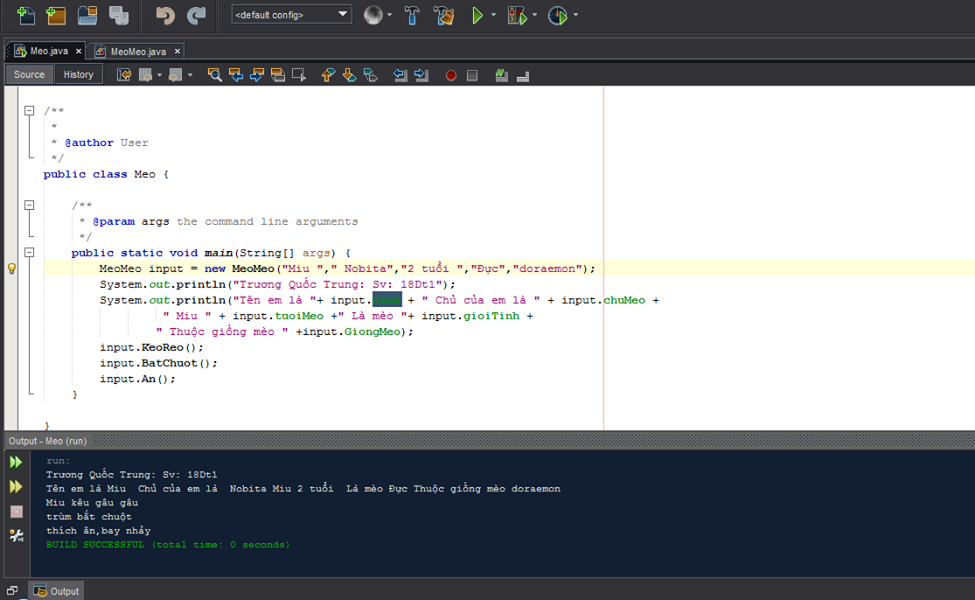 <default config>
Meo.java
MeoMeo.java
Source
History
/**
*
* @author User
*/
public class Meo {
/**
* @param args the command line arguments
*/
public static void main(String[] args) {
MeoMeo input = new MeoMeo("Miu "," Nobita","2 tuổi ","Đực","doraemon");
System.out.println("Trương Quốc Trung: Sv: 18Dt1");
System.out.println("Tên em là "+ input. + " Chủ của em là " + input.chuMeo +
" Miu " + input.tuoiMeo +" Là mèo "+ input.gioiTinh +
" Thuộc giống mèo " +input.GiongMeo);
input.KeoReo();
input.BatChuot();
input.An();
}
}
Output - Meo (run)
run:
Trương Quốc Trung: Sv: 18Dt1
Tên em là Miu  Chủ của em là  Nobita Miu 2 tuổi  Là mèo Đực Thuộc giống mèo doraemon
Miu kêu gâu gâu
trùm bắt chuột
thích ăn,bay nhảy
BUILD SUCCESSFUL (total time: 0 seconds)
Output